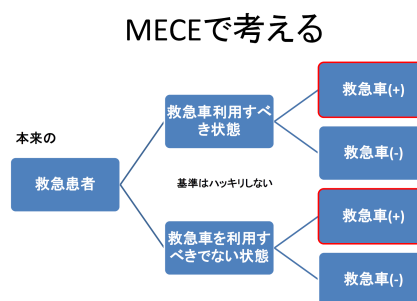 MECEで考える
救急車(+)
救急車利用すべ
き状態
本来の
救急車(-)
救急患者
基準はハッキリしない
救急車(+)
救急車を利用す
べきでない状態
救急車(-)